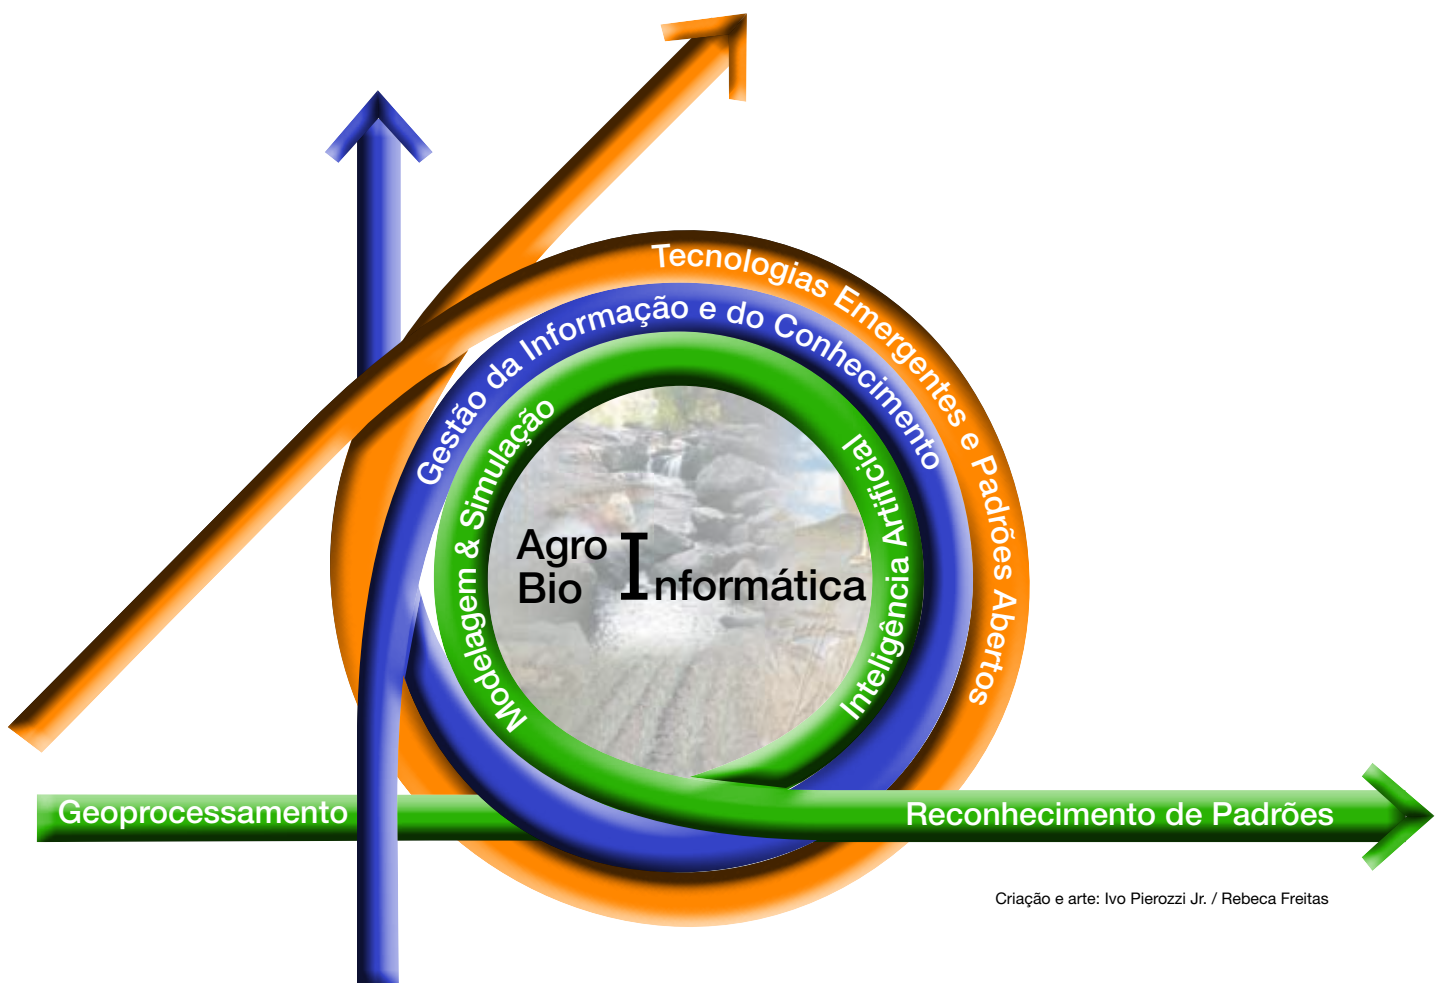 Tecnologias Emergentes e Padrões Abertos
Gestão da Informação e do Conhecimento
Modelagem & Simulação
Inteligência Artificial
Agro
Bio
Informática
Geoprocessamento
Reconhecimento de Padrões
Criação e arte: Ivo Pierozzi Jr. / Rebeca Freitas